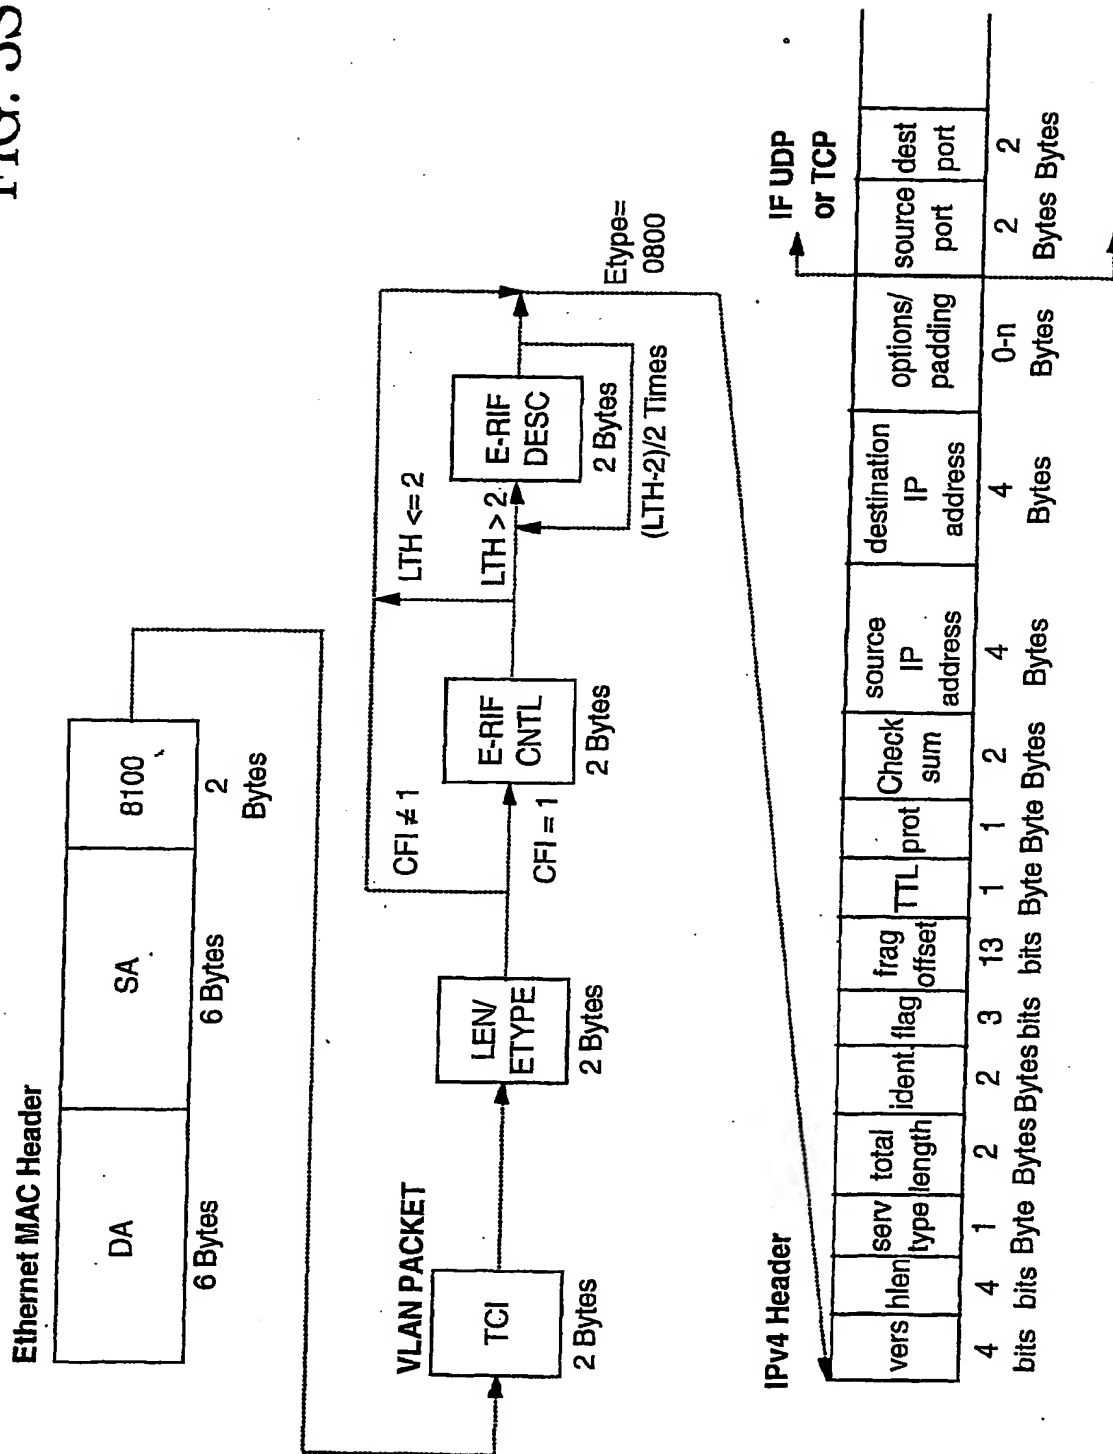 FIG. 3S
Ethernet MAC Header
DA
SA
8100
6 Bytes
6 Bytes
2
Bytes
VLAN PACKET
TCI
2 Bytes
LEN/
ETYPE
2 Bytes
CFI ≠ 1
CFI = 1
E-RIF
CNTL
2 Bytes
LTH <= 2
LTH > 2
E-RIF
DESC
2 Bytes
(LTH-2)/2 Times
Etype=
0800
IPv4 Header
IF UDP
or TCP
vers
hlen
serv
type
total
length
ident.
flag
frag
offset
TTL
prot
Check
sum
source
IP
address
destination
IP
address
options/
padding
source
port
dest
port
4
bits
4
bits
1
Byte
2
Bytes
2
Bytes
3
bits
13
bits
1
Byte
1
Byte
2
Bytes
4
Bytes
4
Bytes
0-n
Bytes
2
Bytes
2
Bytes